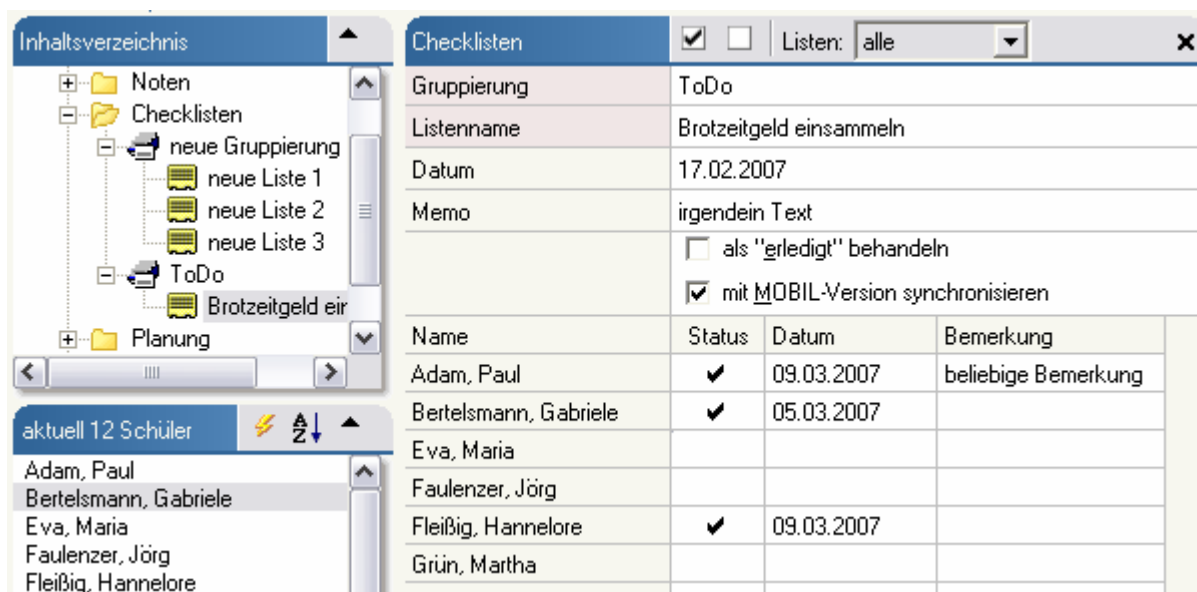 Inhaltsverzeichnis
Noten
Checklisten
neue Gruppierung
neue Liste 1
neue Liste 2
neue Liste 3
ToDo
Brotzeitgeld ein
Planung
aktuell 12 Schüler
Adam, Paul
Bertelsmann, Gabriele
Eva, Maria
Faulenzer, Jörg
Fleißig, Hannelore
Checklisten Listen: alle
Gruppierung ToDo
Listenname Brotzeitgeld einsammeln
Datum 17.02.2007
Memo irgendein Text
als "erledigt" behandeln
mit MOBIL-Version synchronisieren
Name Status Datum Bemerkung
Adam, Paul ✔ 09.03.2007 beliebige Bemerkung
Bertelsmann, Gabriele ✔ 05.03.2007
Eva, Maria
Faulenzer, Jörg
Fleißig, Hannelore ✔ 09.03.2007
Grün, Martha